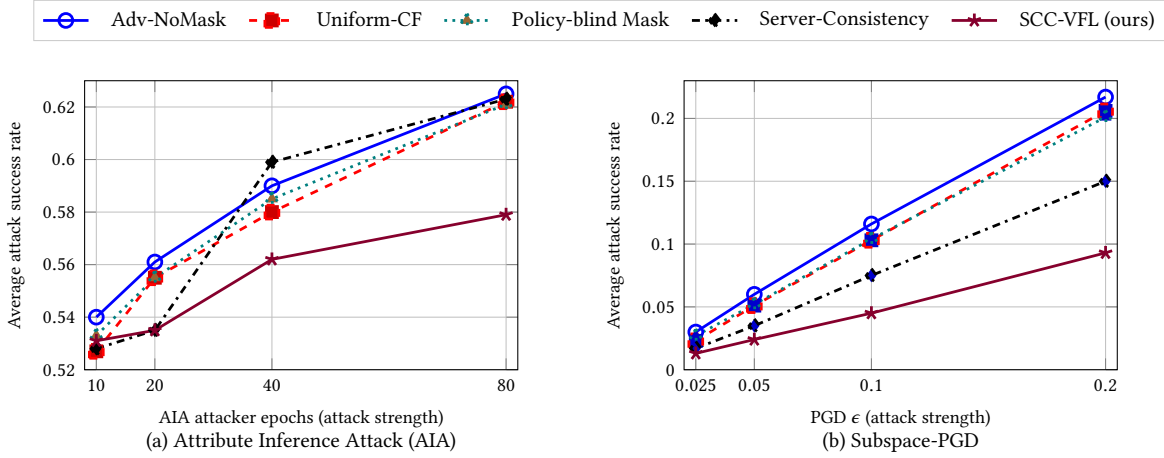 Adv-NoMask Uniform-CF Policy-blind Mask Server-Consistency SCC-VFL (ours)
Average attack success rate
0.62
0.6
0.58
0.56
0.54
0.52
10 20 40 80
AIA attacker epochs (attack strength)
(a) Attribute Inference Attack (AIA)
Average attack success rate
0.2
0.15
0.1
0.05
0
0.025 0.05 0.1 0.2
PGD ϵ (attack strength)
(b) Subspace-PGD